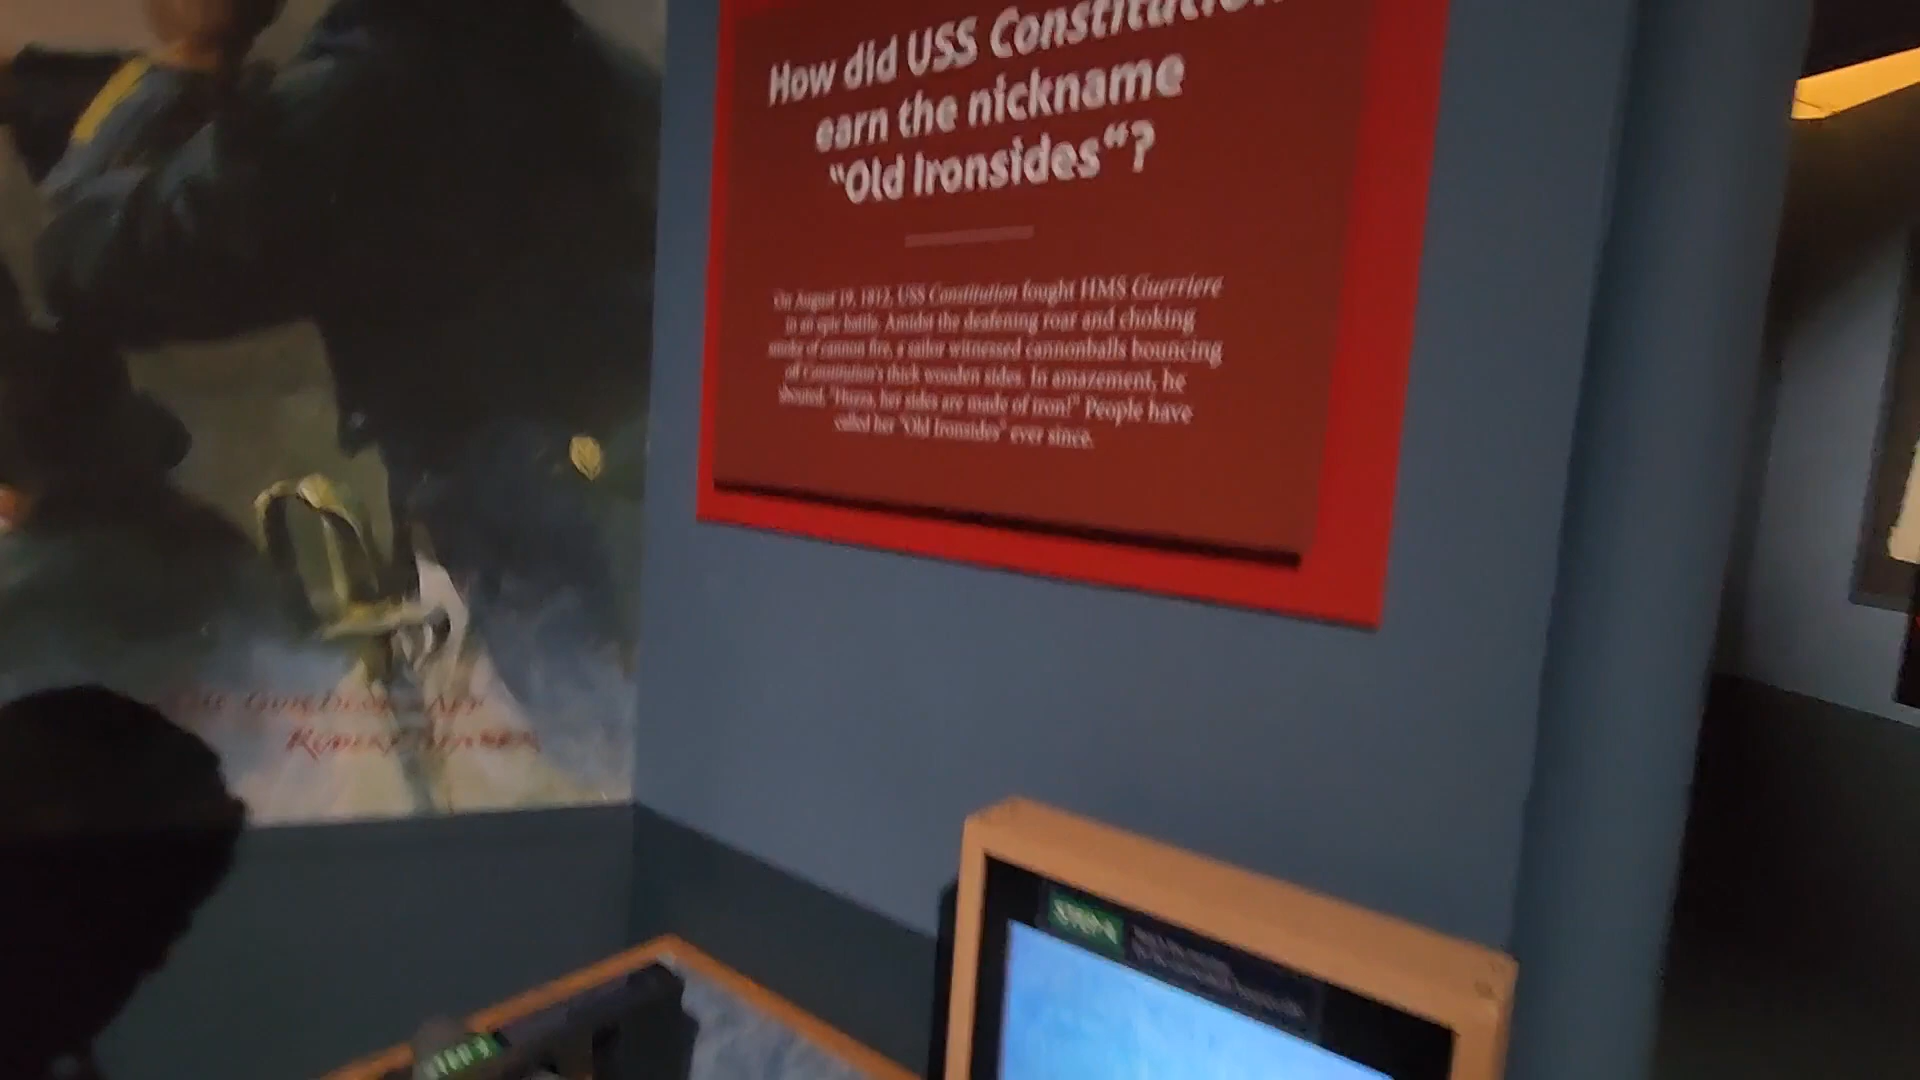 How did USS Constitution
earn the nickname
"Old Ironsides"?
On August 19, 1812, USS Constitution fought HMS Guerriere
in an epic battle. Amidst the deafening roar and choking
smoke of cannon fire, a sailor witnessed cannonballs bouncing
off Constitution's thick wooden sides. In amazement, he
shouted, "Huzza, her sides are made of iron!" People have
called her "Old Ironsides" ever since.
STEP
STEP